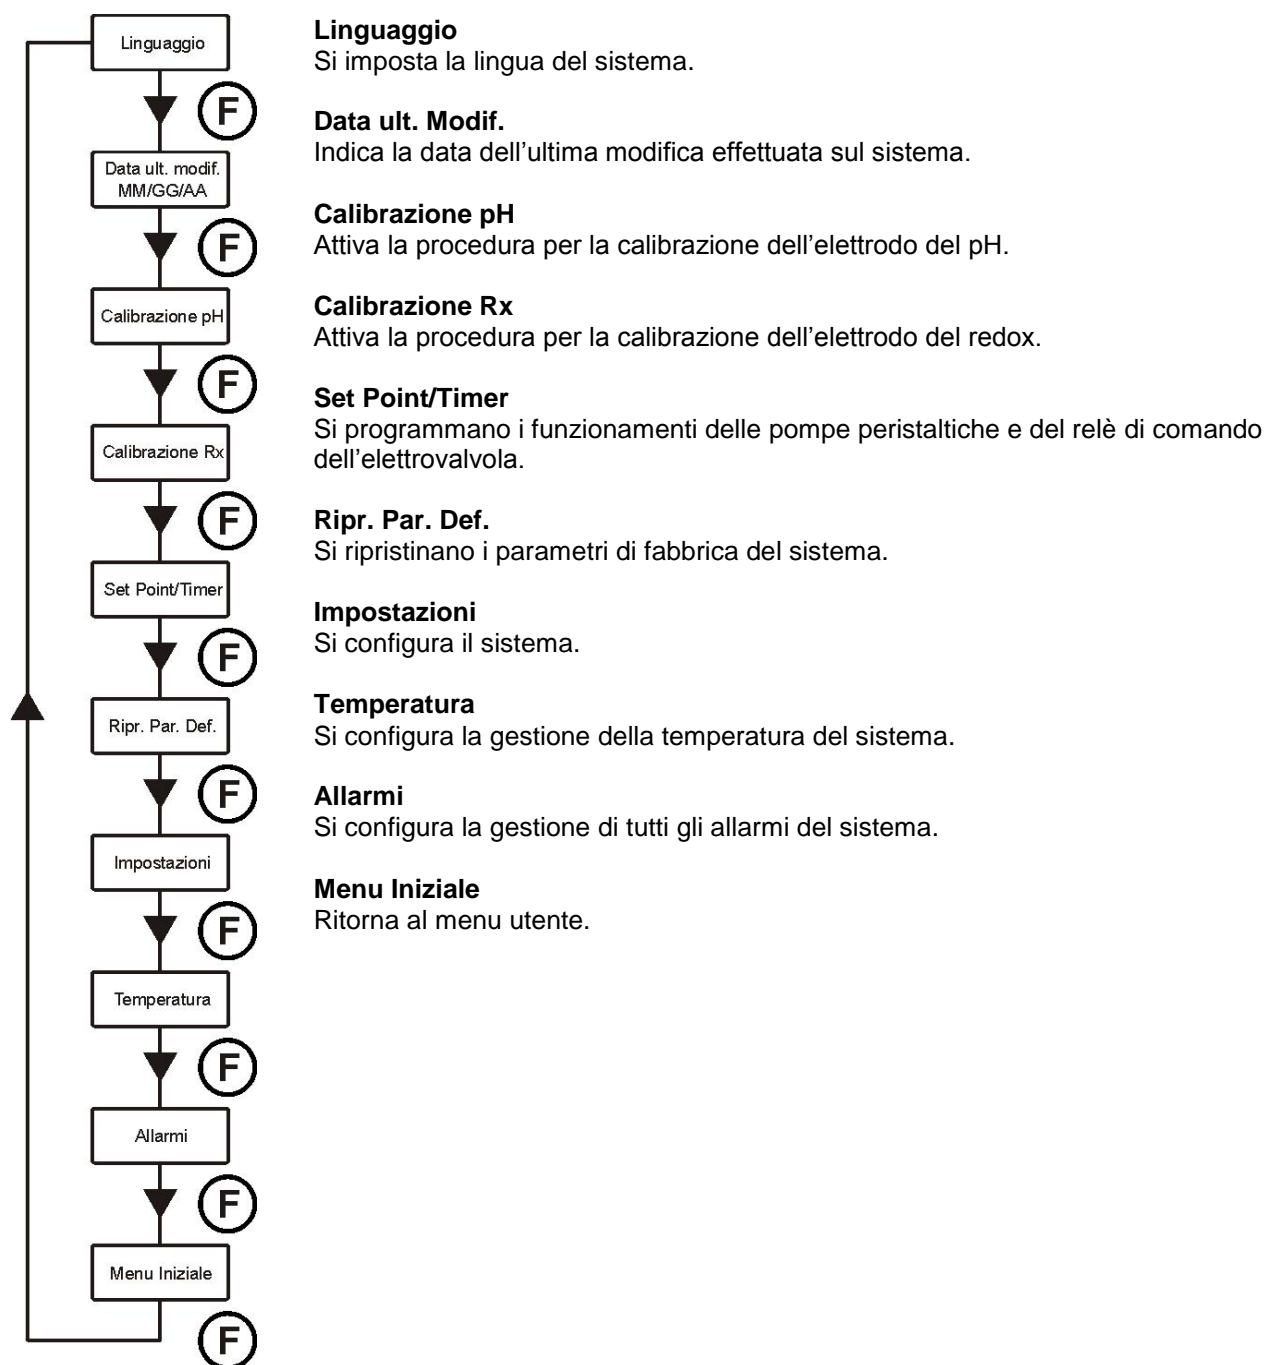 Linguaggio
F
Data ult. modif.
MM/GG/AA
F
Calibrazione pH
F
Calibrazione Rx
F
Set Point/Timer
F
Ripr. Par. Def.
F
Impostazioni
F
Temperatura
F
Allarmi
F
Menu Iniziale
F
Linguaggio
Si imposta la lingua del sistema.
Data ult. Modif.
Indica la data dell’ultima modifica effettuata sul sistema.
Calibrazione pH
Attiva la procedura per la calibrazione dell’elettrodo del pH.
Calibrazione Rx
Attiva la procedura per la calibrazione dell’elettrodo del redox.
Set Point/Timer
Si programmano i funzionamenti delle pompe peristaltiche e del relè di comando
dell’elettrovalvola.
Ripr. Par. Def.
Si ripristinano i parametri di fabbrica del sistema.
Impostazioni
Si configura il sistema.
Temperatura
Si configura la gestione della temperatura del sistema.
Allarmi
Si configura la gestione di tutti gli allarmi del sistema.
Menu Iniziale
Ritorna al menu utente.